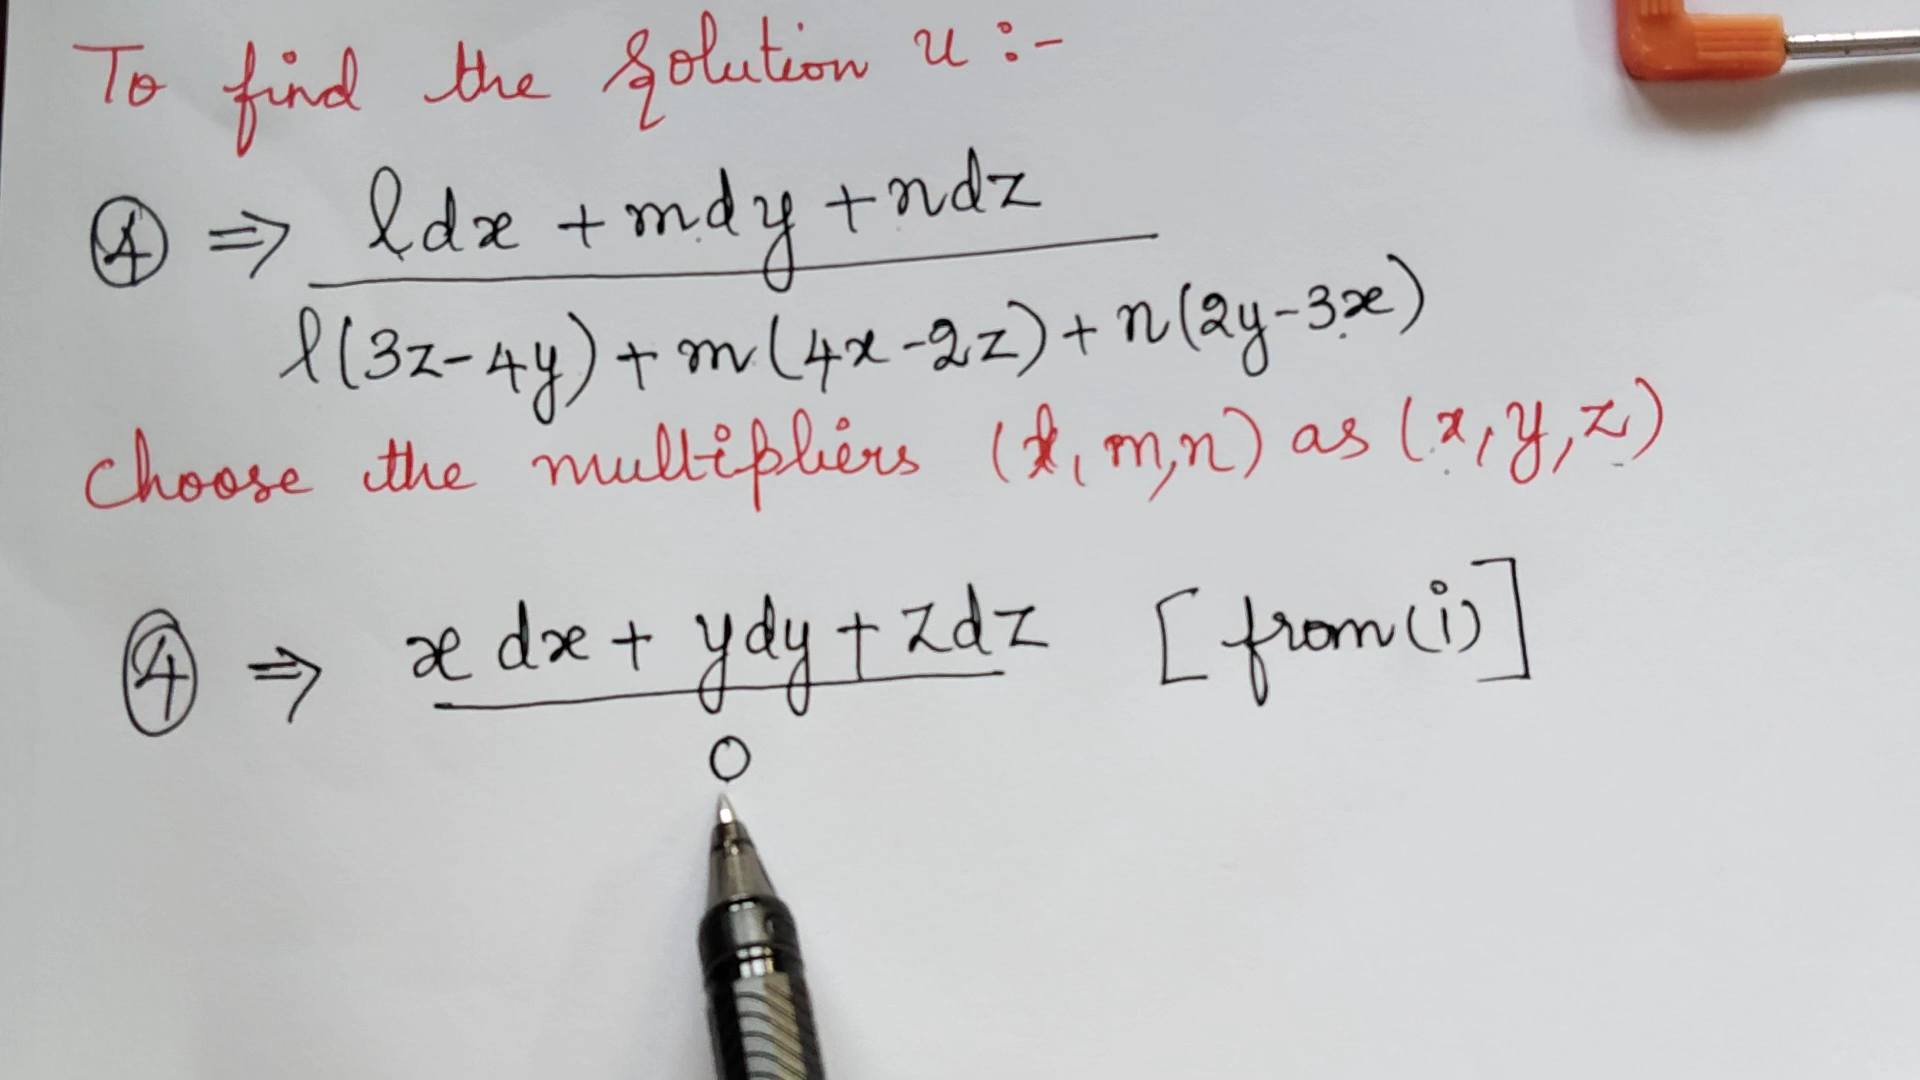 To find the solution u :-
④ ⇒ ldx + mdy + ndz
l(3z-4y) + m(4x-2z) + n(2y-3x)
choose the multipliers (l, m, n) as (x, y, z)
④ ⇒ x dx + ydy + zdz [from (i)]
0